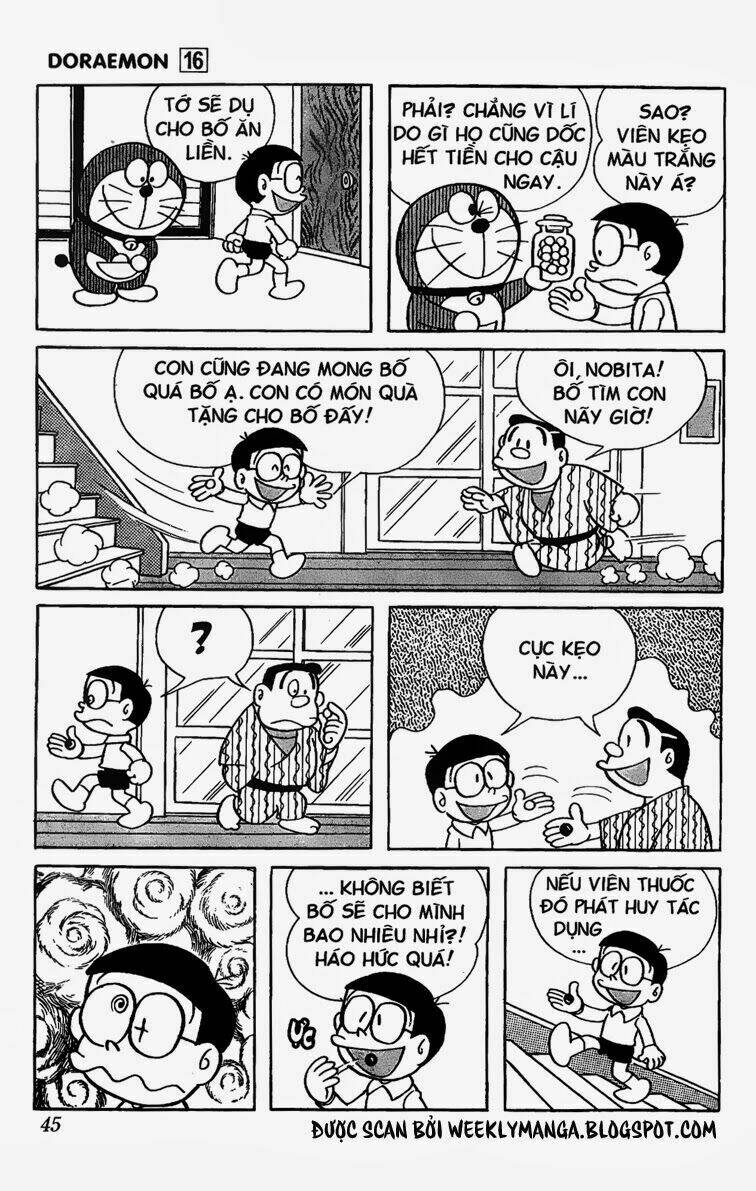 DORAEMON 16
SAO?
VIÊN KẸO
MÀU TRẮNG
NÀY Á?
PHẢI? CHẲNG VÌ LÍ
DO GÌ HỌ CŨNG DỐC
HẾT TIỀN CHO CẬU
NGAY.
TỚ SẼ DỤ
CHO BỐ ĂN
LIỀN.
ÔI, NOBITA!
BỐ TÌM CON
NÃY GIỜ!
CON CŨNG ĐANG MONG BỐ
QUÁ BỐ Ạ. CON CÓ MÓN QUÀ
TẶNG CHO BỐ ĐẤY!
CỤC KẸO
NÀY...
?
NẾU VIÊN THUỐC
ĐÓ PHÁT HUY TÁC
DỤNG
...
... KHÔNG BIẾT
BỐ SẼ CHO MÌNH
BAO NHIÊU NHỈ?!
HÁO HỨC QUÁ!
ỰC
45
ĐƯỢC SCAN BỞI WEEKLYMANGA.BLOGSPOT.COM